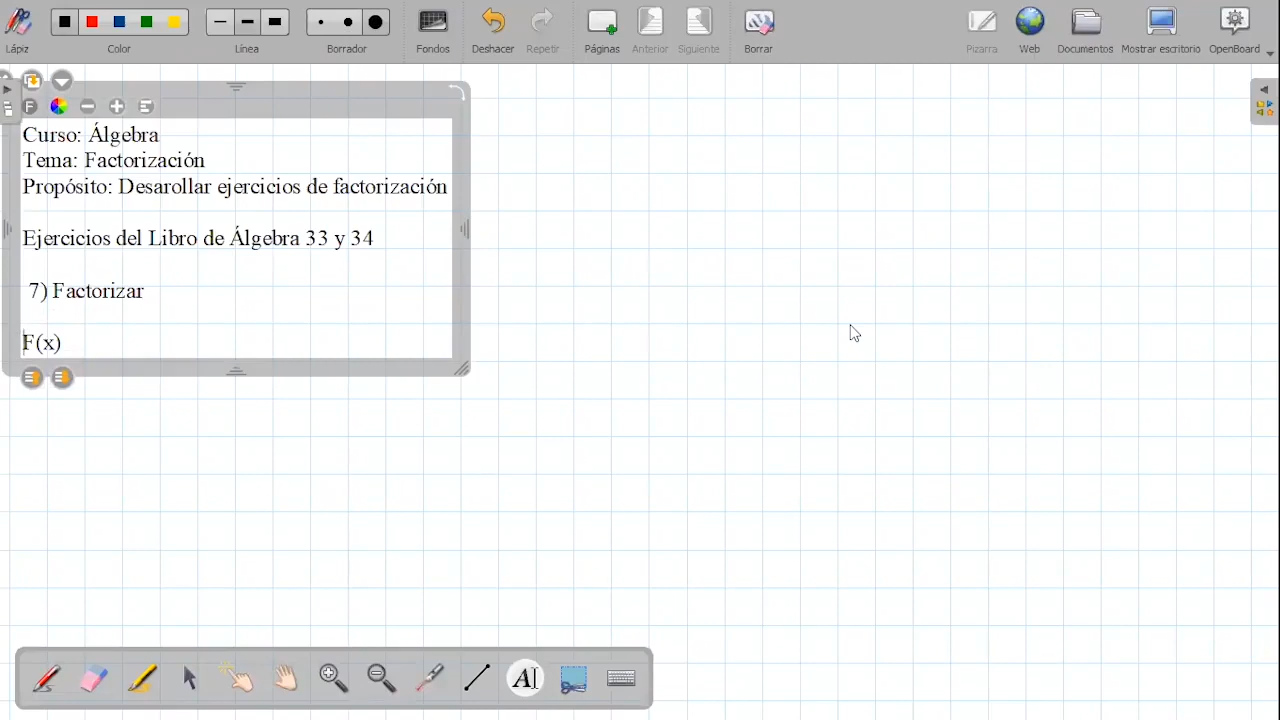 Lápiz
Color
Línea
Borrador
Fondos
Deshacer
Repetir
Páginas
Anterior
Siguiente
Borrar
Pizarra
Web
Documentos
Mostrar escritorio
OpenBoard
F
Curso: Álgebra
Tema: Factorización
Propósito: Desarollar ejercicios de factorización
Ejercicios del Libro de Álgebra 33 y 34
7) Factorizar
F(x)
AI